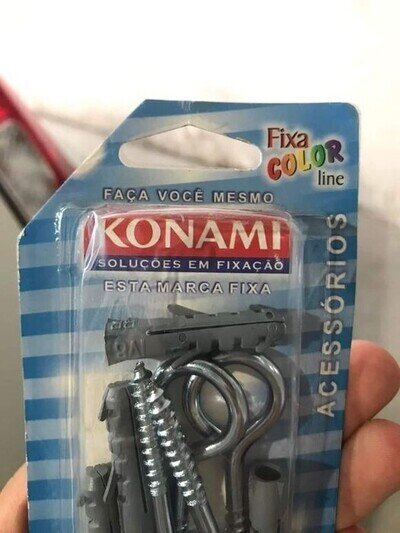 Fixa
COLOR
line
FAÇA VOCÊ MESMO
KONAMI
SOLUÇÕES EM FIXAÇÃO
ESTA MARCA FIXA
ACESSÓRIOS